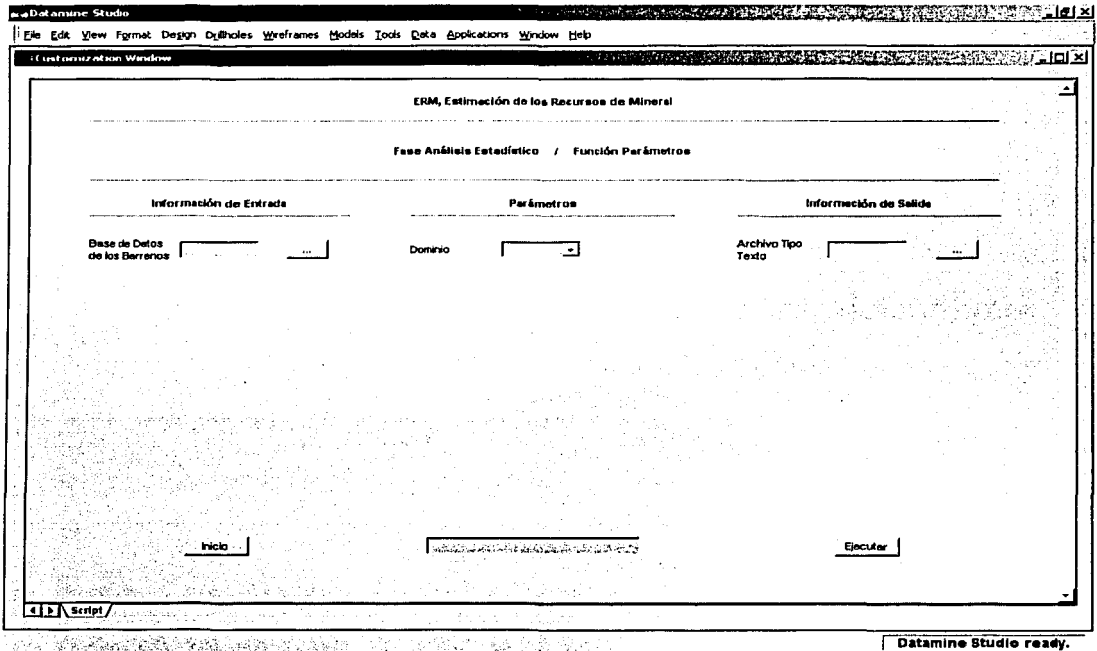 Datamine Studio
File Edit View Format Design Drillholes Wireframes Models Tools Data Applications Window Help
Customization Window
ERM, Estimación de los Recursos de Mineral
Fase Análisis Estadístico / Función Parámetros
Información de Entrada Parámetros Información de Salida
Base de Datos
de los Barrenos ... Dominio Archivo Tipo
Texto ...
Inicio Ejecutar
Script
Datamine Studio ready.